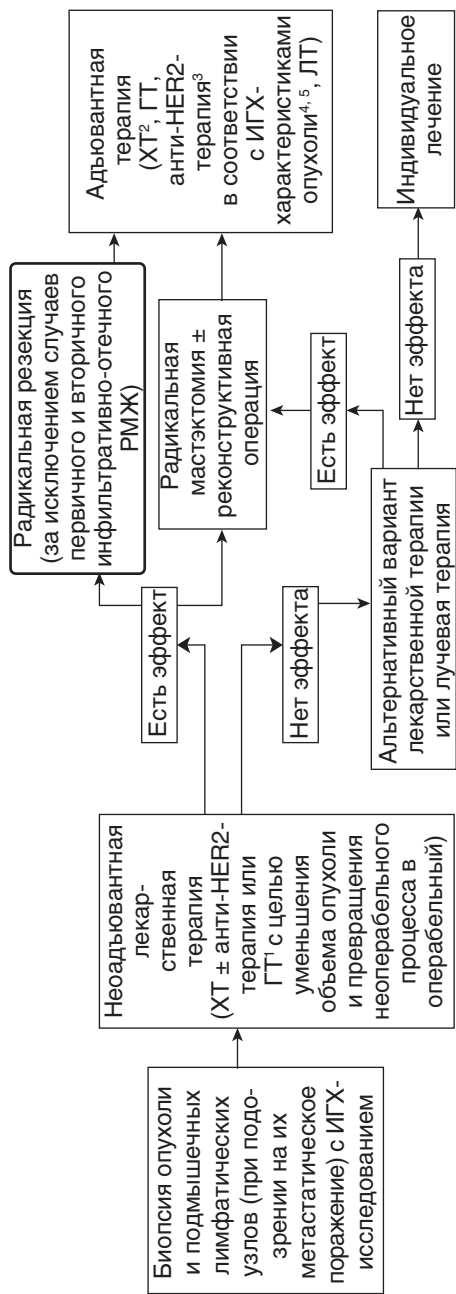 Биопсия опухоли
и подмышечных
лимфатических
узлов (при подо-
зрении на их
метастатическое
поражение) с ИГХ-
исследованием
Неоадъювантная
лекар-
ственная
терапия
(ХТ ± анти-HER2-
терапия или
ГТ¹ с целью
уменьшения
объема опухоли
и превращения
неоперабельного
процесса в
операбельный)
Есть эффект
Нет эффекта
Радикальная резекция
(за исключением случаев
первичного и вторичного
инфильтративно-отечного
РМЖ)
Радикальная
мастэктомия ±
реконструктивная
операция
Есть эффект
Альтернативный вариант
лекарственной терапии
или лучевая терапия
Нет эффекта
Адъювантная
терапия
(ХТ², ГТ,
анти-HER2-
терапия³
в соответствии
с ИГХ-
характеристиками
опухоли⁴, ⁵, ЛТ)
Индивидуальное
лечение